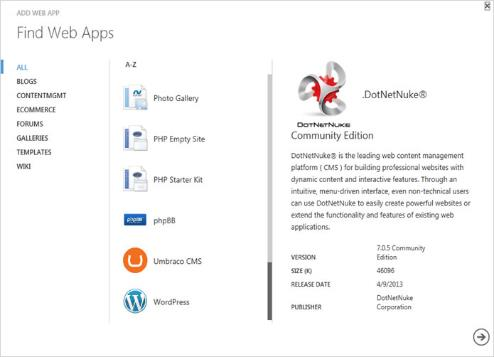 ADD WEB APP
Find Web Apps
ALL
BLOGS
CONTENTMGMT
ECOMMERCE
FORUMS
GALLERIES
TEMPLATES
WIKI
A-Z
Photo Gallery
PHP Empty Site
PHP Starter Kit
phpBB
phpBB
Umbraco CMS
WordPress
DOTNETNUKE
.DotNetNuke®
Community Edition
DotNetNuke® is the leading web content management
platform ( CMS ) for building professional websites with
dynamic content and interactive features. Through an
intuitive, menu-driven interface, even non-technical users
can use DotNetNuke to easily create powerful websites or
extend the functionality and features of existing web
applications.
VERSION 7.0.5 Community
Edition
SIZE (K) 46096
RELEASE DATE 4/9/2013
PUBLISHER DotNetNuke
Corporation